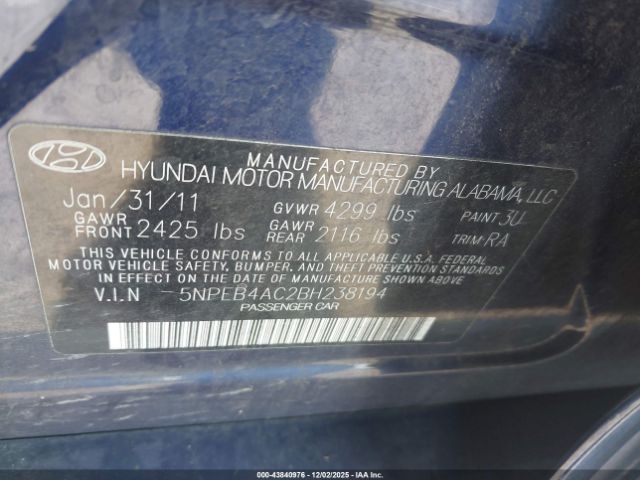 MANUFACTURED BY
HYUNDAI MOTOR MANUFACTURING ALABAMA, LLC
Jan/31/11 GVWR 4299 lbs PAINT 3U
GAWR FRONT 2425 lbs GAWR REAR 2116 lbs TRIM RA
THIS VEHICLE CONFORMS TO ALL APPLICABLE U.S.A. FEDERAL
MOTOR VEHICLE SAFETY, BUMPER, AND THEFT PREVENTION STANDARDS
IN EFFECT ON THE DATE OF MANUFACTURE SHOWN ABOVE.
V.I.N 5NPEB4AC2BH238194
PASSENGER CAR
000-43840976 - 12/02/2025 - IAAI.COM